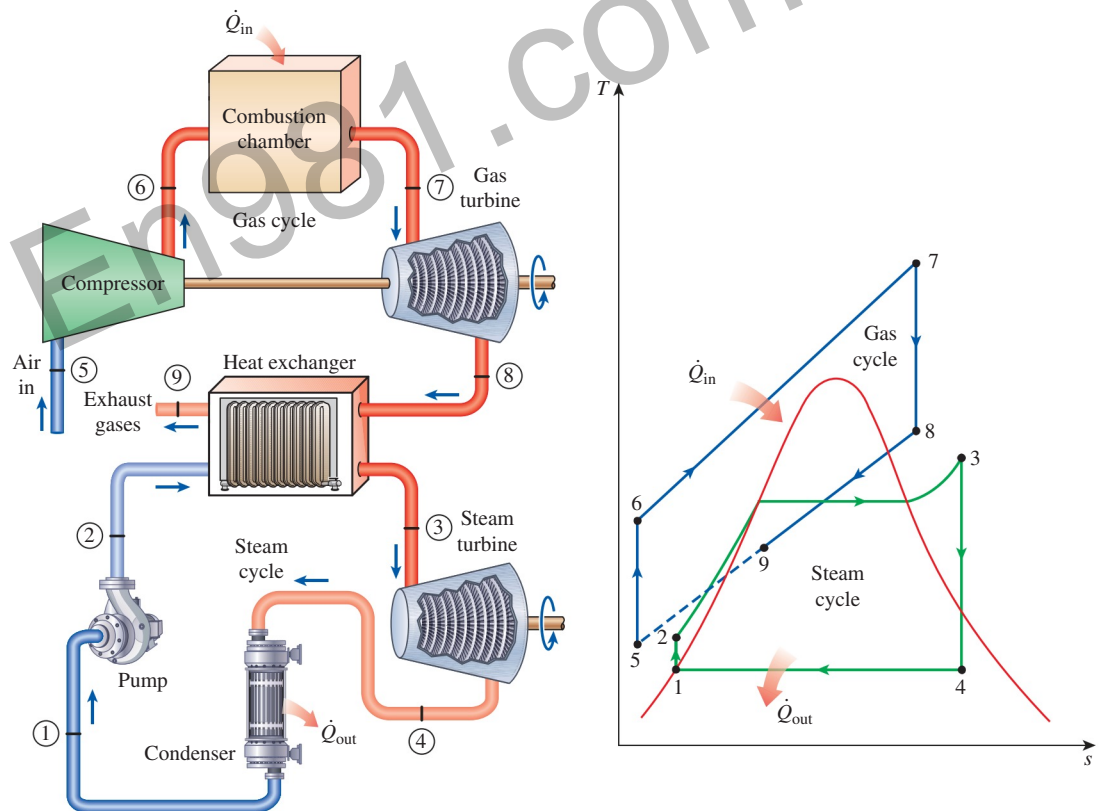 Q̇in
Combustion
chamber
6
7
Gas
turbine
Gas cycle
Compressor
Air
in
5
9
Heat exchanger
8
Exhaust
gases
2
3
Steam
cycle
Steam
turbine
Pump
Q̇out
1
Condenser
4
T
7
Gas
cycle
Q̇in
8
3
6
9
Steam
cycle
2
5
1
4
Q̇out
s
En981.com